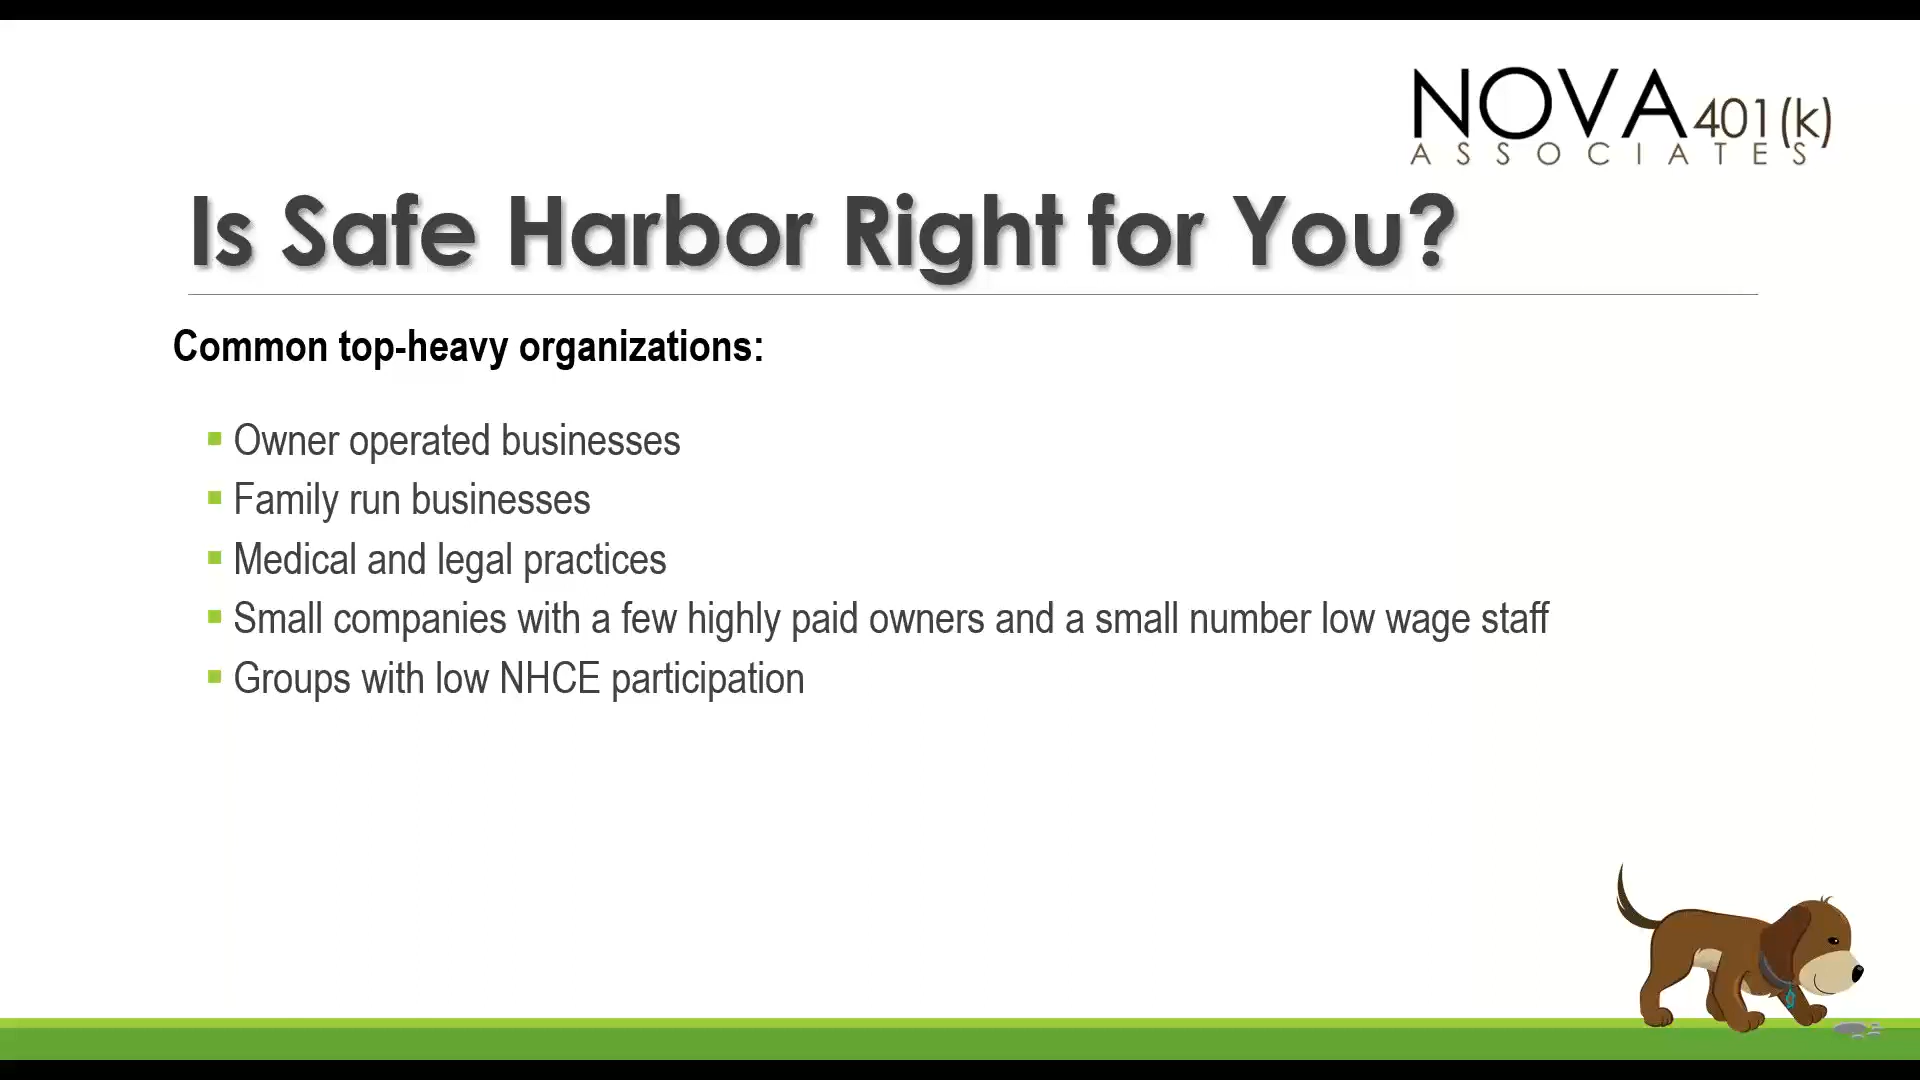 NOVA 401(k)
ASSOCIATES
Is Safe Harbor Right for You?
Common top-heavy organizations:
Owner operated businesses
Family run businesses
Medical and legal practices
Small companies with a few highly paid owners and a small number low wage staff
Groups with low NHCE participation